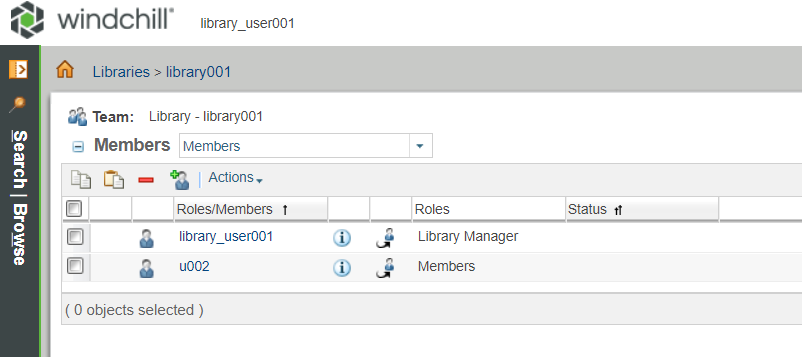 windchill®
library_user001
Libraries > library001
Team: Library - library001
Members Members
Actions
Roles/Members Roles Status
library_user001 Library Manager
u002 Members
( 0 objects selected )
Search | Browse